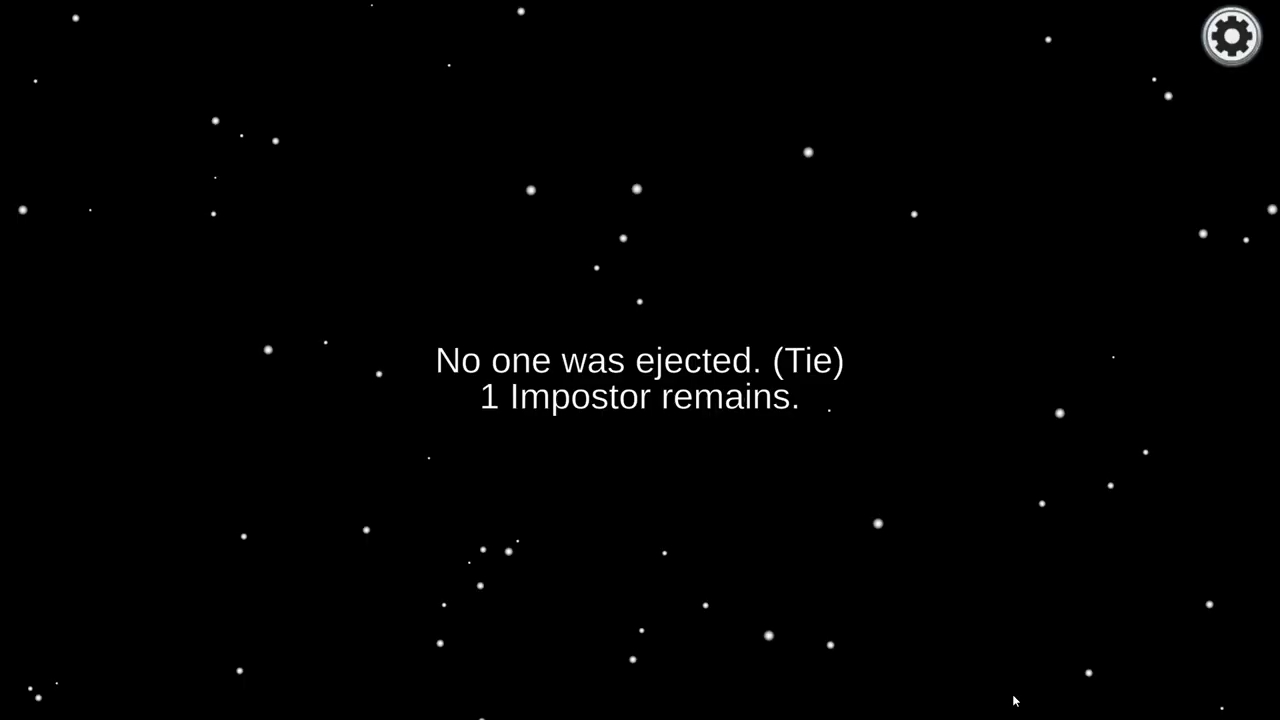 No one was ejected. (Tie)
1 Impostor remains.